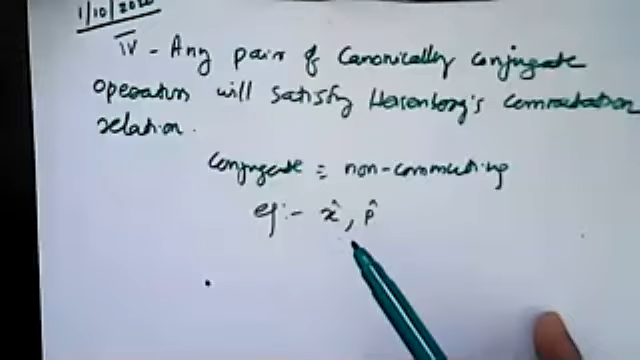 1/10/2020
IV - Any pair of Canonically Conjugate
Operators will satisfy Heisenberg's Commutation
relation.
Conjugate = non-commuting
eg:- x̂, p̂